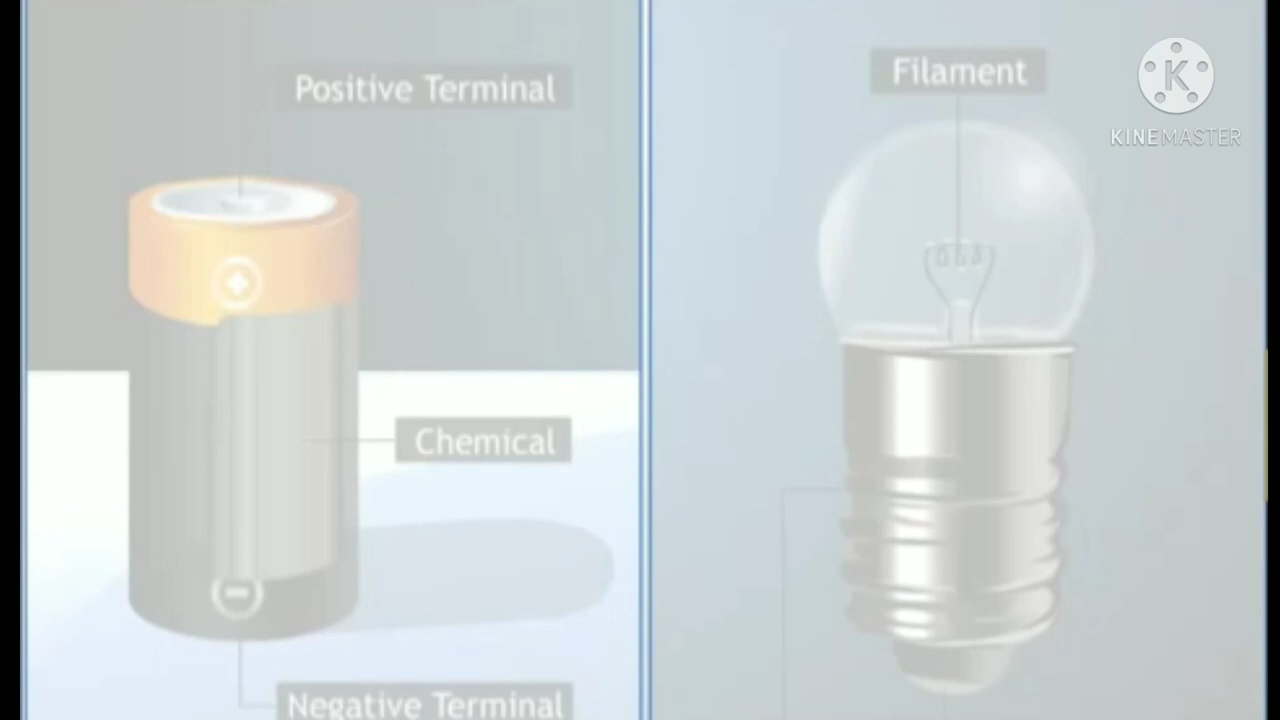 Positive Terminal
Chemical
Negative Terminal
Filament
K
KINEMASTER